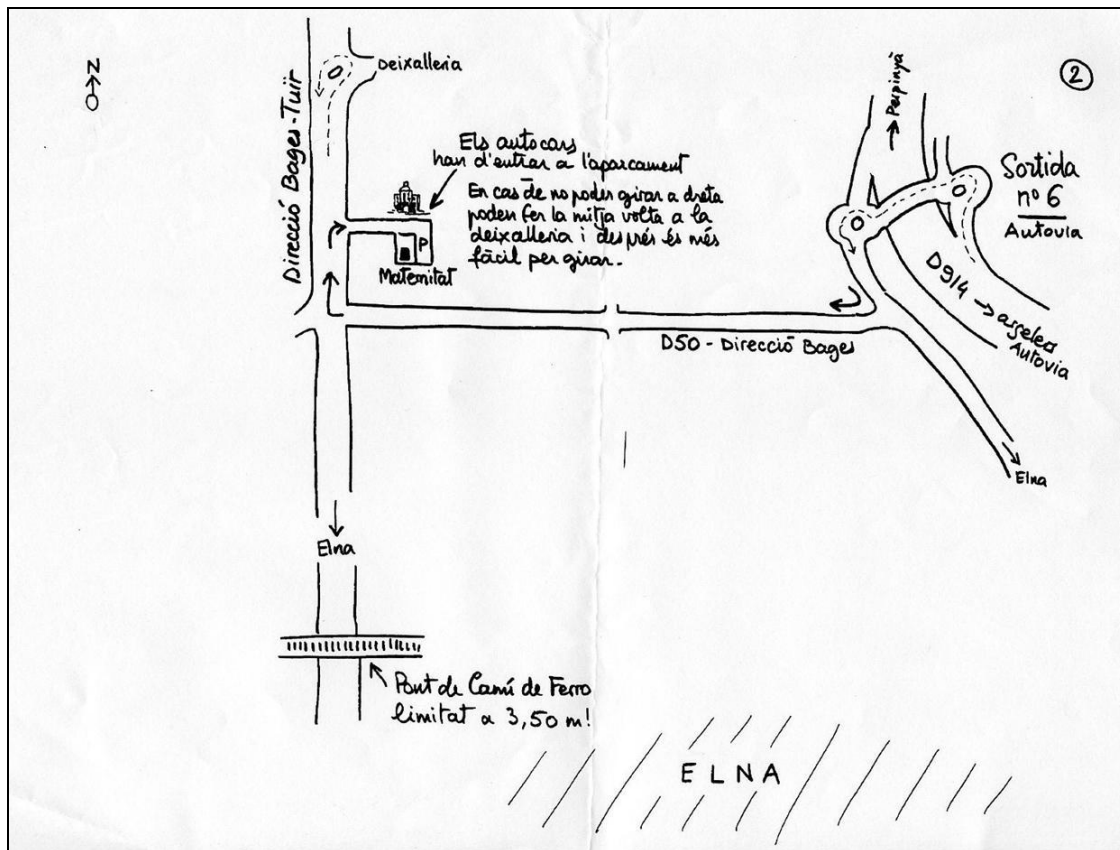 N
O
2
Deixalleria
Direcció Bages-Tuïr
Perpinyá
Els autocars
han d'entrar a l'aparcament
En cas de no poder girar a dreta
poden fer la mitja volta a la
deixalleria i després és més
fàcil per girar.
P
Maternitat
Sortida
nº 6
Autovia
D914
argeles
Autovia
D50 - Direcció Bages
Elna
Elna
Pont de Camí de Ferro
limitat a 3,50 m!
ELNA